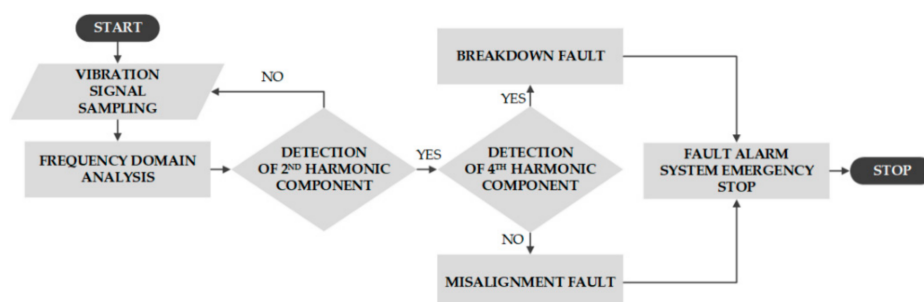 START
VIBRATION
SIGNAL
SAMPLING
FREQUENCY DOMAIN
ANALYSIS
NO
DETECTION
OF 2ND HARMONIC
COMPONENT
YES
DETECTION
OF 4TH HARMONIC
COMPONENT
YES
BREAKDOWN FAULT
NO
MISALIGNMENT FAULT
FAULT ALARM
SYSTEM EMERGENCY
STOP
STOP